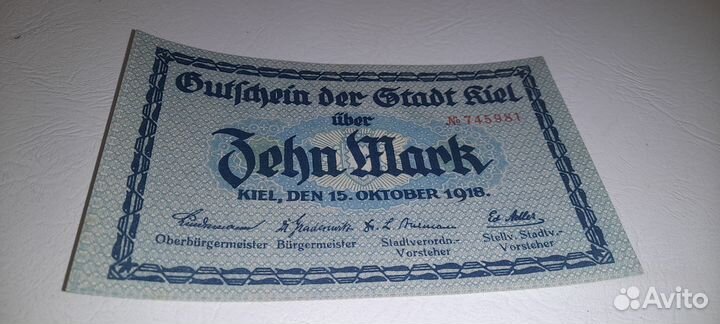 Gutschein der Stadt Kiel
über
№ 745981
Zehn Mark
KIEL, DEN 15. OKTOBER 1918.
Lindemann
Oberbürgermeister Bürgermeister Stadtverordn.- Vorsteher Stellv. Stadtv.- Vorsteher
Avito